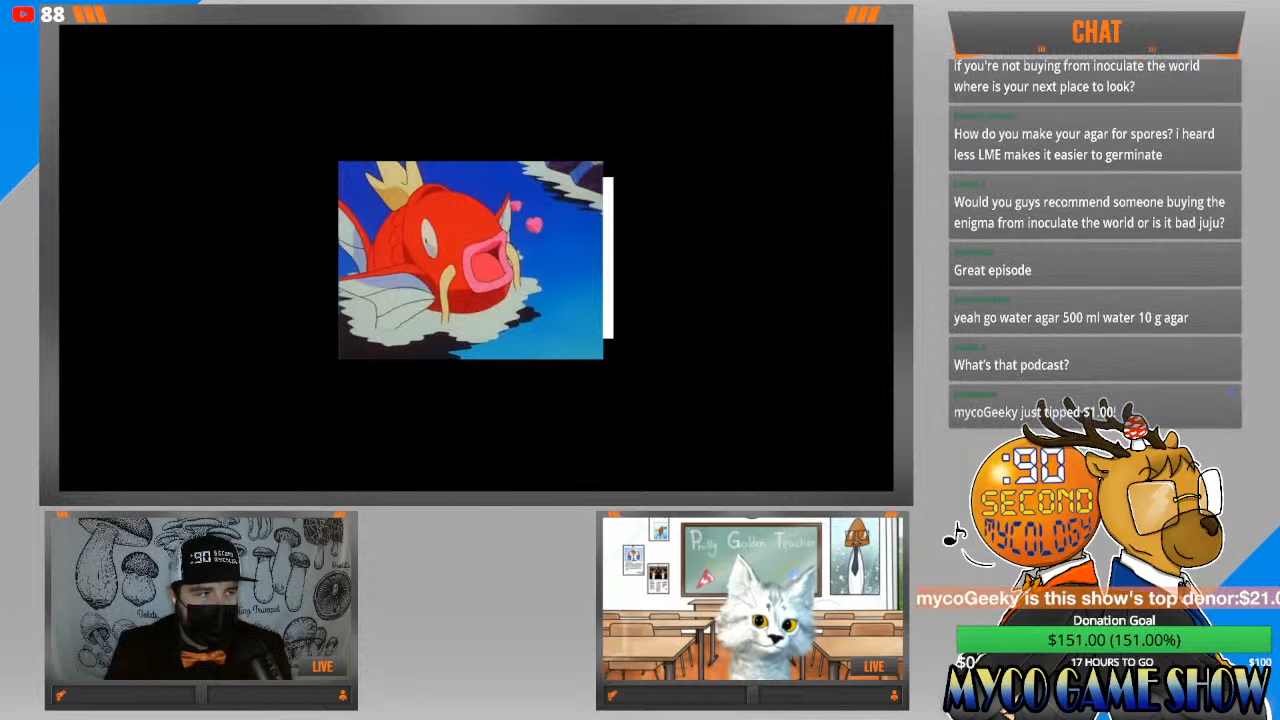 88
CHAT
if you're not buying from inoculate the world
where is your next place to look?
How do you make your agar for spores? i heard
less LME makes it easier to germinate
Would you guys recommend someone buying the
enigma from inoculate the world or is it bad juju?
Great episode
yeah go water agar 500 ml water 10 g agar
What's that podcast?
mycoGeeky just tipped $1.00!
:90
SECOND
MYCOLOGY
:90 SECOND
MYCOLOGY
Bolets
LIVE
Philly Golden Teacher
LIVE
mycoGeeky is this show's top donor:$21.0
Donation Goal
$151.00 (151.00%)
$0
17 HOURS TO GO
$100
MYCO GAME SHOW